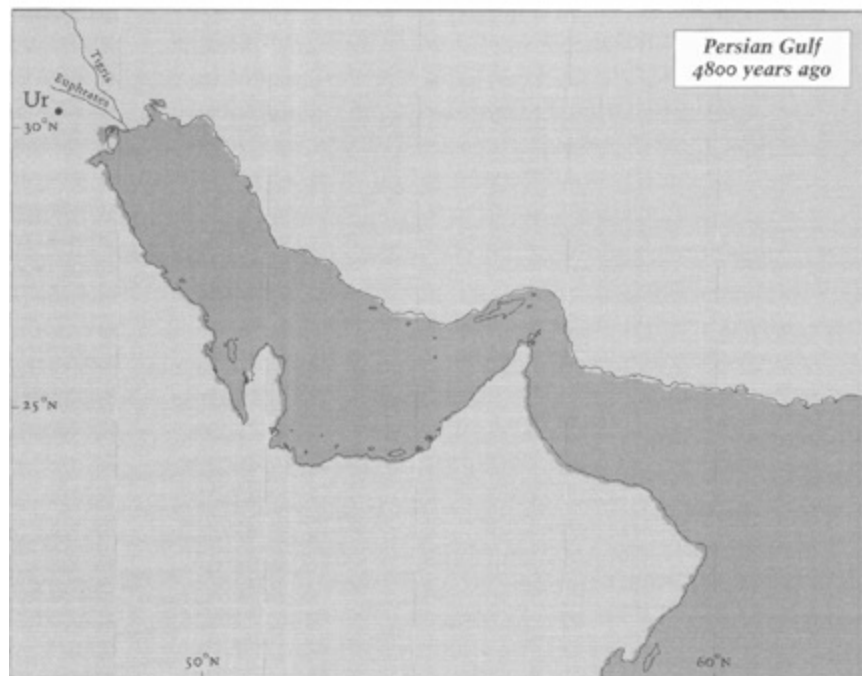 Persian Gulf
4800 years ago
Tigris
Euphrates
Ur
30°N
25°N
50°N
60°N